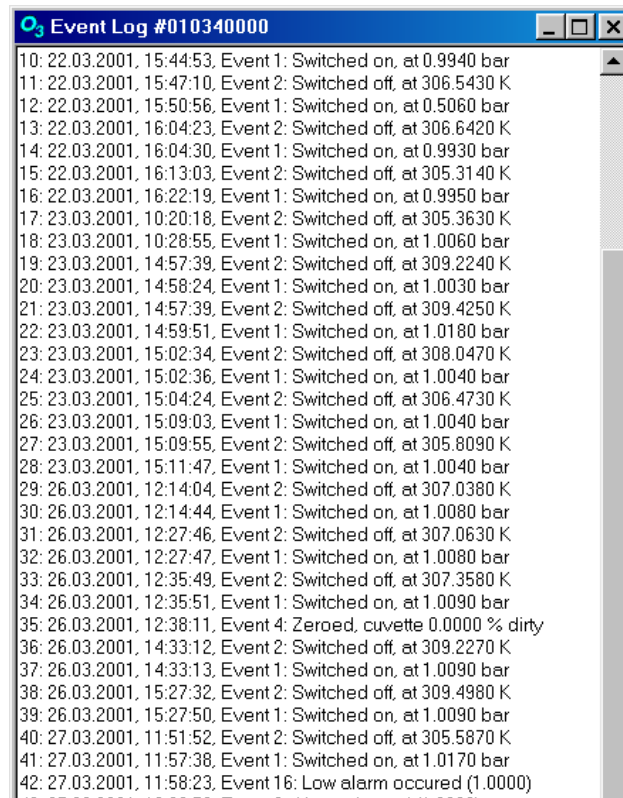 O3 Event Log #010340000
10: 22.03.2001, 15:44:53, Event 1: Switched on, at 0.9940 bar
11: 22.03.2001, 15:47:10, Event 2: Switched off, at 306.5430 K
12: 22.03.2001, 15:50:56, Event 1: Switched on, at 0.5060 bar
13: 22.03.2001, 16:04:23, Event 2: Switched off, at 306.6420 K
14: 22.03.2001, 16:04:30, Event 1: Switched on, at 0.9930 bar
15: 22.03.2001, 16:13:03, Event 2: Switched off, at 305.3140 K
16: 22.03.2001, 16:22:19, Event 1: Switched on, at 0.9950 bar
17: 23.03.2001, 10:20:18, Event 2: Switched off, at 305.3630 K
18: 23.03.2001, 10:28:55, Event 1: Switched on, at 1.0060 bar
19: 23.03.2001, 14:57:39, Event 2: Switched off, at 309.2240 K
20: 23.03.2001, 14:58:24, Event 1: Switched on, at 1.0030 bar
21: 23.03.2001, 14:57:39, Event 2: Switched off, at 309.4250 K
22: 23.03.2001, 14:59:51, Event 1: Switched on, at 1.0180 bar
23: 23.03.2001, 15:02:34, Event 2: Switched off, at 308.0470 K
24: 23.03.2001, 15:02:36, Event 1: Switched on, at 1.0040 bar
25: 23.03.2001, 15:04:24, Event 2: Switched off, at 306.4730 K
26: 23.03.2001, 15:09:03, Event 1: Switched on, at 1.0040 bar
27: 23.03.2001, 15:09:55, Event 2: Switched off, at 305.8090 K
28: 23.03.2001, 15:11:47, Event 1: Switched on, at 1.0040 bar
29: 26.03.2001, 12:14:04, Event 2: Switched off, at 307.0380 K
30: 26.03.2001, 12:14:44, Event 1: Switched on, at 1.0080 bar
31: 26.03.2001, 12:27:46, Event 2: Switched off, at 307.0630 K
32: 26.03.2001, 12:27:47, Event 1: Switched on, at 1.0080 bar
33: 26.03.2001, 12:35:49, Event 2: Switched off, at 307.3580 K
34: 26.03.2001, 12:35:51, Event 1: Switched on, at 1.0090 bar
35: 26.03.2001, 12:38:11, Event 4: Zeroed, cuvette 0.0000 % dirty
36: 26.03.2001, 14:33:12, Event 2: Switched off, at 309.2270 K
37: 26.03.2001, 14:33:13, Event 1: Switched on, at 1.0090 bar
38: 26.03.2001, 15:27:32, Event 2: Switched off, at 309.4980 K
39: 26.03.2001, 15:27:50, Event 1: Switched on, at 1.0090 bar
40: 27.03.2001, 11:51:52, Event 2: Switched off, at 305.5870 K
41: 27.03.2001, 11:57:38, Event 1: Switched on, at 1.0170 bar
42: 27.03.2001, 11:58:23, Event 16: Low alarm occured (1.0000)